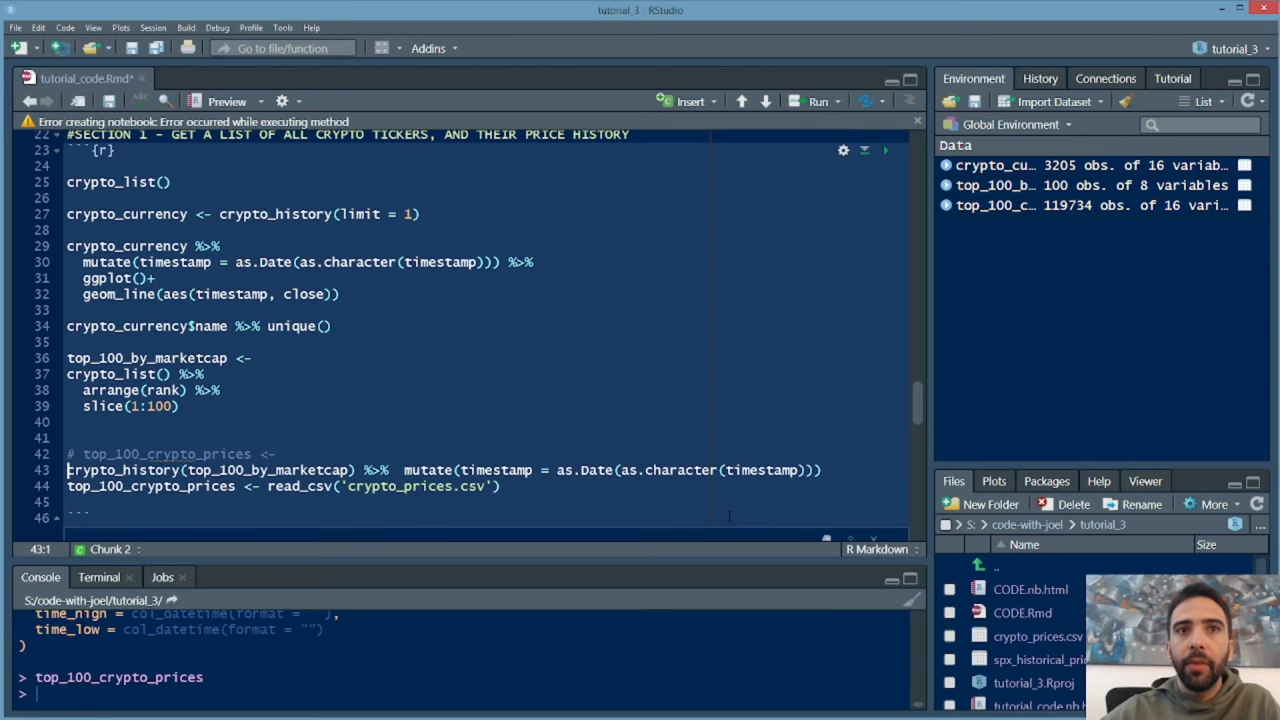 tutorial_3 - RStudio
File Edit Code View Plots Session Build Debug Profile Tools Help
Go to file/function Addins tutorial_3
tutorial_code.Rmd*
Preview Insert Run
Error creating notebook: Error occurred while executing method
22 #SECTION 1 - GET A LIST OF ALL CRYPTO TICKERS, AND THEIR PRICE HISTORY
23 ```{r}
24
25 crypto_list()
26
27 crypto_currency <- crypto_history(limit = 1)
28
29 crypto_currency %>%
30 mutate(timestamp = as.Date(as.character(timestamp))) %>%
31 ggplot()+
32 geom_line(aes(timestamp, close))
33
34 crypto_currency$name %>% unique()
35
36 top_100_by_marketcap <-
37 crypto_list() %>%
38 arrange(rank) %>%
39 slice(1:100)
40
41
42 # top_100_crypto_prices <-
43 crypto_history(top_100_by_marketcap) %>% mutate(timestamp = as.Date(as.character(timestamp)))
44 top_100_crypto_prices <- read_csv('crypto_prices.csv')
45
46 ```
43:1 Chunk 2 R Markdown
Console Terminal Jobs
S:/code-with-joel/tutorial_3/
time_high = col_datetime(format = ""),
time_low = col_datetime(format = "")
)
> top_100_crypto_prices
>
Environment History Connections Tutorial
Import Dataset List
Global Environment
Data
crypto_cu… 3205 obs. of 16 variab…
top_100_b… 100 obs. of 8 variables
top_100_c… 119734 obs. of 16 vari…
Files Plots Packages Help Viewer
New Folder Delete Rename More
S: code-with-joel tutorial_3 ...
Name Size
..
CODE.nb.html
CODE.Rmd
crypto_prices.csv
spx_historical_pri
tutorial_3.Rproj
tutorial_code.nb.h